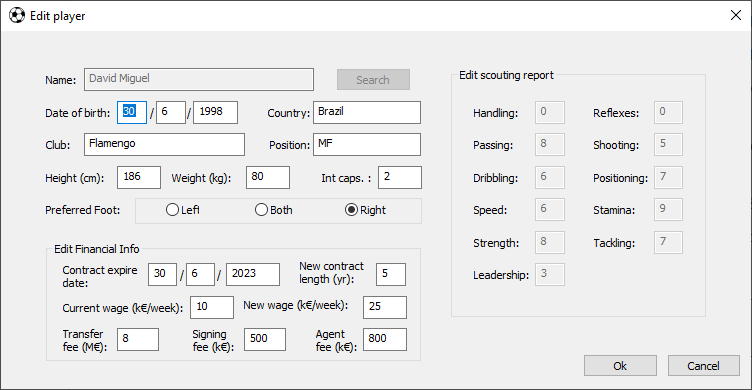 Edit player
Name: David Miguel Search
Date of birth: 30 / 6 / 1998 Country: Brazil
Club: Flamengo Position: MF
Height (cm): 186 Weight (kg): 80 Int caps. : 2
Preferred Foot: Left Both Right
Edit Financial Info
Contract expire date: 30 / 6 / 2023 New contract length (yr): 5
Current wage (k€/week): 10 New wage (k€/week): 25
Transfer fee (M€): 8 Signing fee (k€): 500 Agent fee (k€): 800
Edit scouting report
Handling: 0 Reflexes: 0
Passing: 8 Shooting: 5
Dribbling: 6 Positioning: 7
Speed: 6 Stamina: 9
Strength: 8 Tackling: 7
Leadership: 3
Ok Cancel